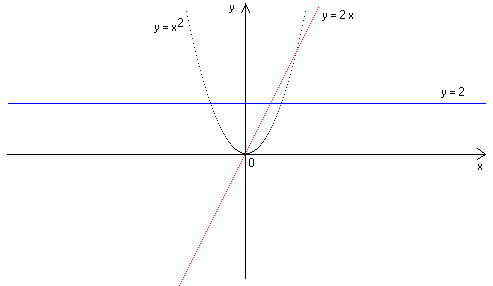 y
y = x²
y = 2 x
y = 2
0
x